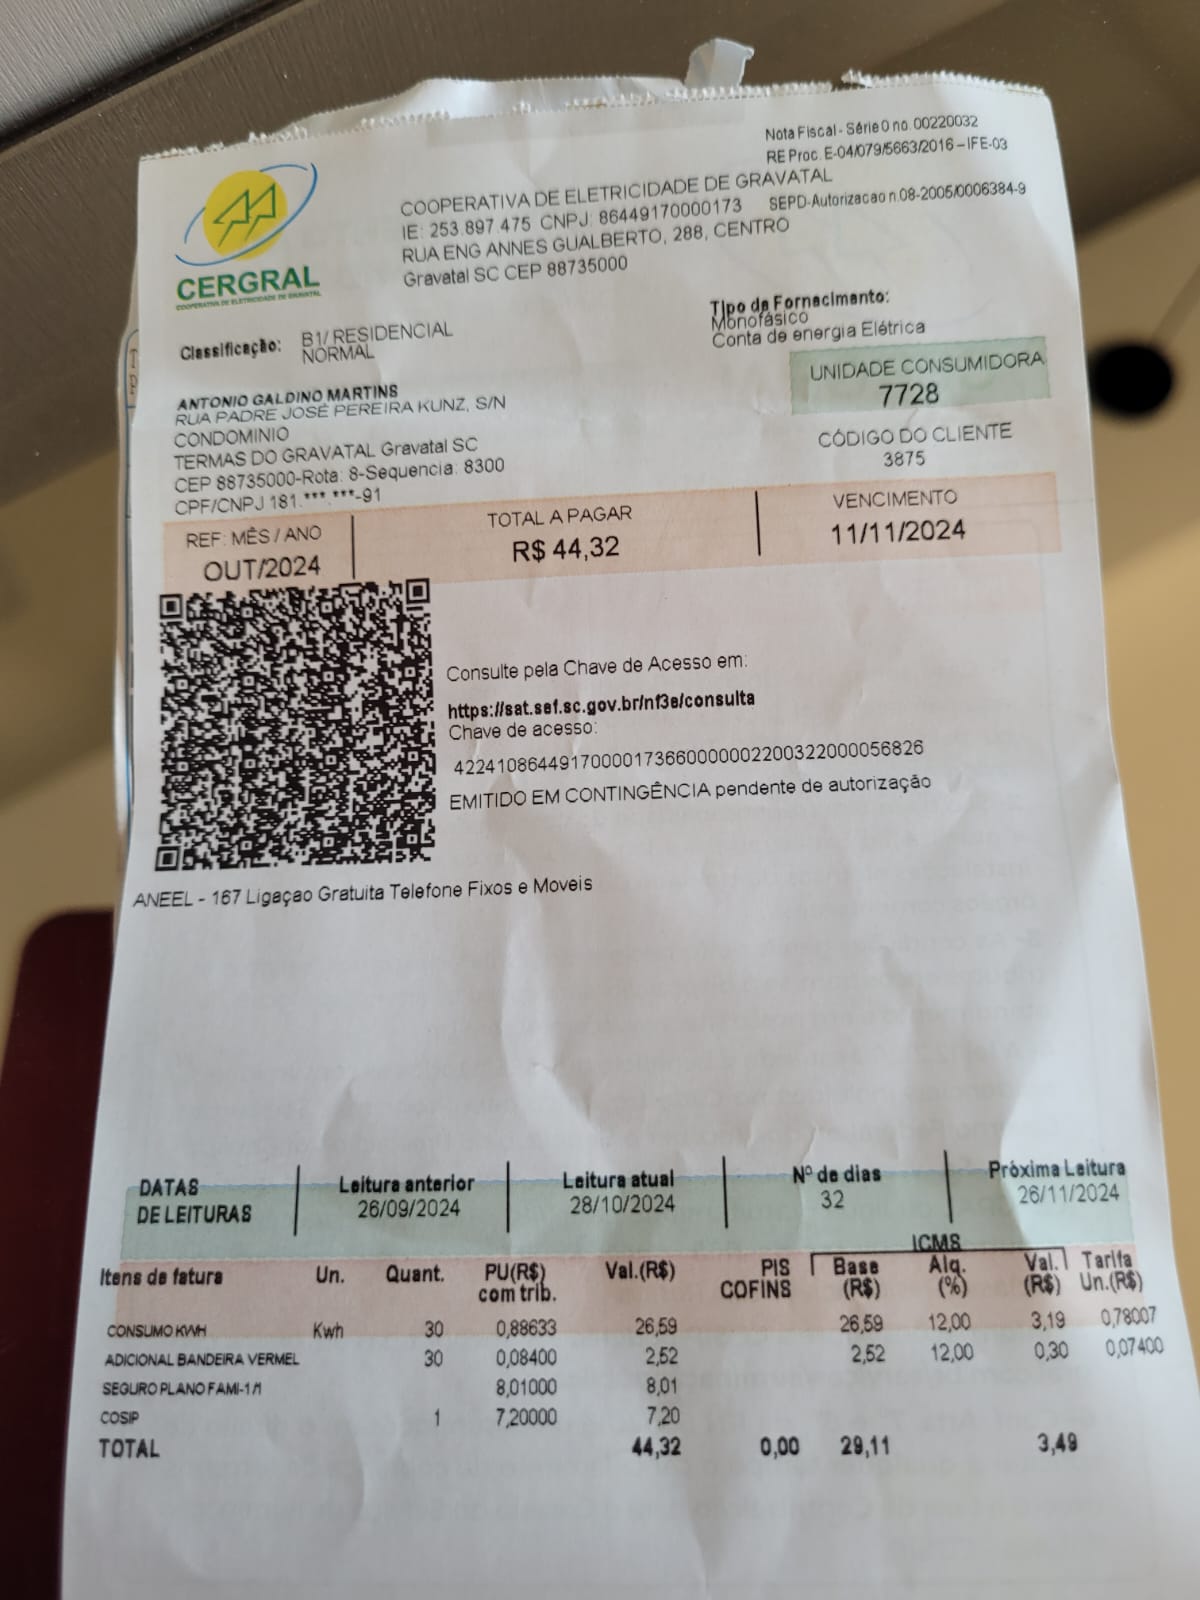 Nota Fiscal - Série 0 no. 00220032
RE Proc. E-04/079/5663/2016 – IFE-03
COOPERATIVA DE ELETRICIDADE DE GRAVATAL
IE: 253.897.475 CNPJ: 86449170000173 SEPD-Autorizacao n.08-2005/0006384-9
RUA ENG ANNES GUALBERTO, 288, CENTRO
Gravatal SC CEP 88735000
CERGRAL
COOPERATIVA DE ELETRICIDADE DE GRAVATAL
Classificação: B1/ RESIDENCIAL
NORMAL
Tipo de Fornecimento:
Monofásico
Conta de energia Elétrica
UNIDADE CONSUMIDORA
7728
ANTONIO GALDINO MARTINS
RUA PADRE JOSÉ PEREIRA KUNZ, S/N
CONDOMINIO
TERMAS DO GRAVATAL Gravatal SC
CEP 88735000-Rota: 8-Sequencia: 8300
CPF/CNPJ 181.***.***-91
CÓDIGO DO CLIENTE
3875
REF: MÊS / ANO TOTAL A PAGAR VENCIMENTO
OUT/2024 R$ 44,32 11/11/2024
Consulte pela Chave de Acesso em:
https://sat.sef.sc.gov.br/nf3e/consulta
Chave de acesso:
42241086449170000173660000002200322000056826
EMITIDO EM CONTINGÊNCIA pendente de autorização
ANEEL - 167 Ligaçao Gratuita Telefone Fixos e Moveis
DATAS Leitura anterior Leitura atual Nº de dias Próxima Leitura
DE LEITURAS 26/09/2024 28/10/2024 32 26/11/2024
ICMS
Itens de fatura Un. Quant. PU(R$) Val.(R$) PIS Base Alq. Val. Tarifa
com trib. COFINS (R$) (%) (R$) Un.(R$)
CONSUMO KWH Kwh 30 0,88633 26,59 26,59 12,00 3,19 0,78007
ADICIONAL BANDEIRA VERMEL 30 0,08400 2,52 2,52 12,00 0,30 0,07400
SEGURO PLANO FAMI-1/1 8,01000 8,01
COSIP 1 7,20000 7,20
TOTAL 44,32 0,00 29,11 3,49